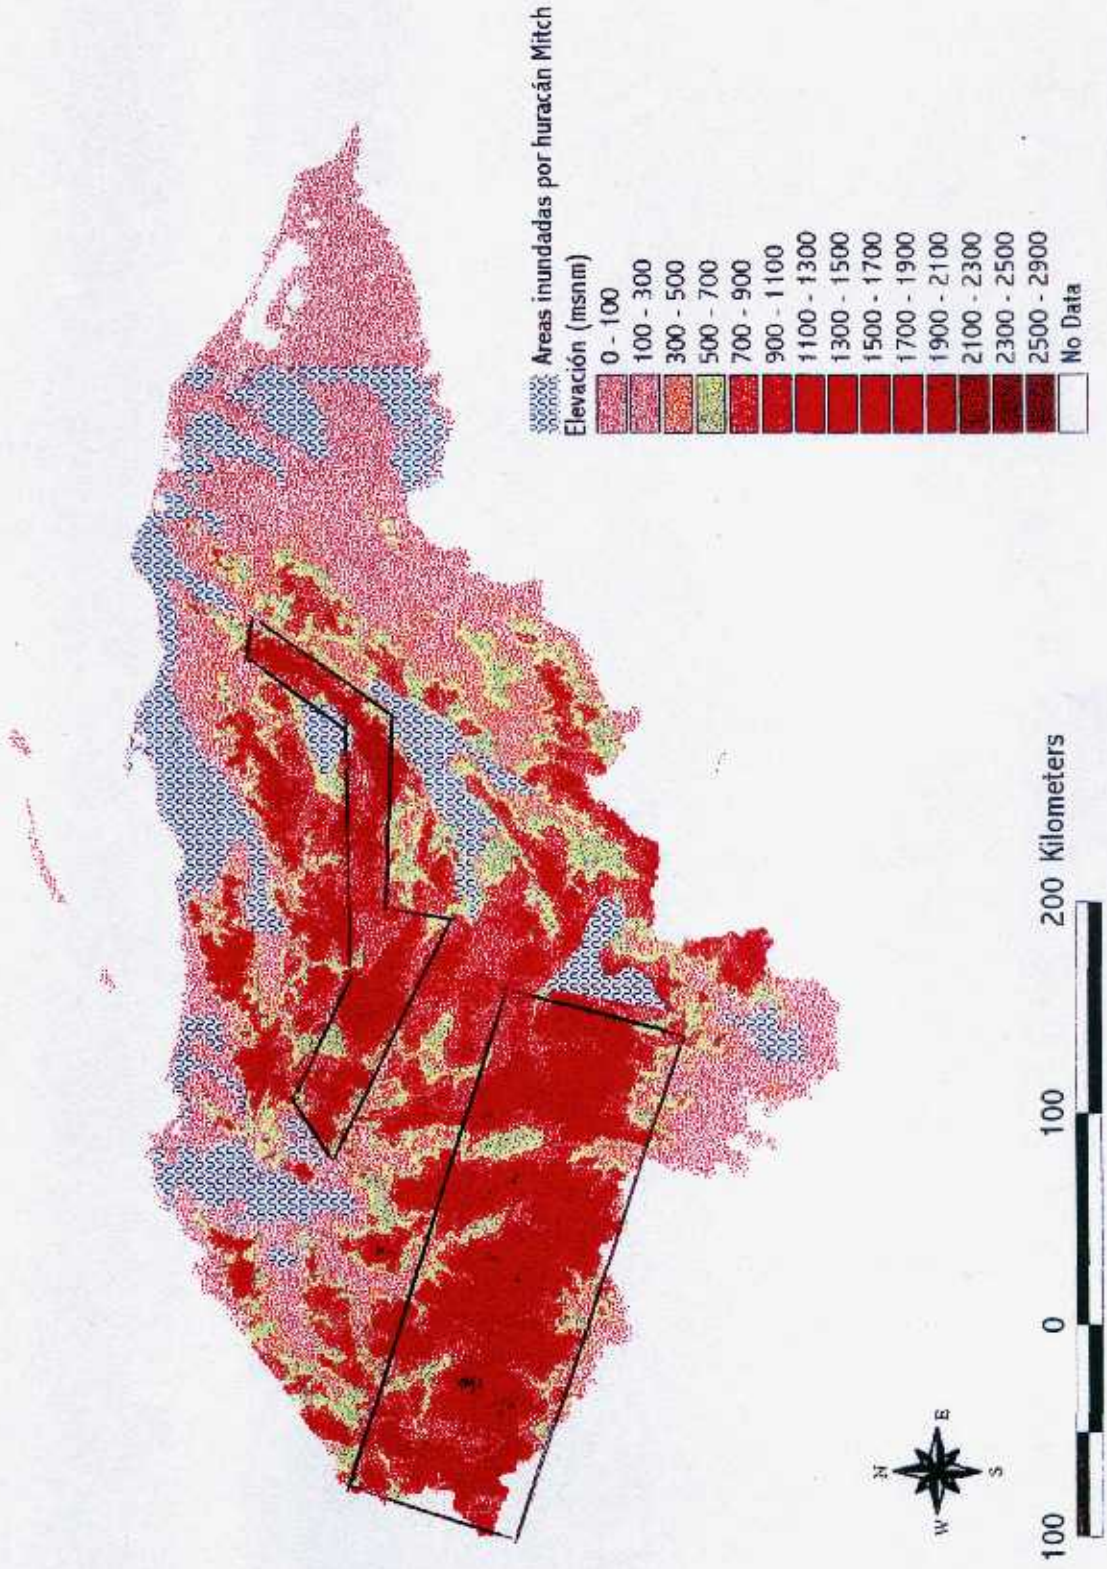 Areas inundadas por huracán Mitch
Elevación (msnm)
0 - 100
100 - 300
300 - 500
500 - 700
700 - 900
900 - 1100
1100 - 1300
1300 - 1500
1500 - 1700
1700 - 1900
1900 - 2100
2100 - 2300
2300 - 2500
2500 - 2900
No Data
N
W
E
S
100
0
100
200 Kilometers